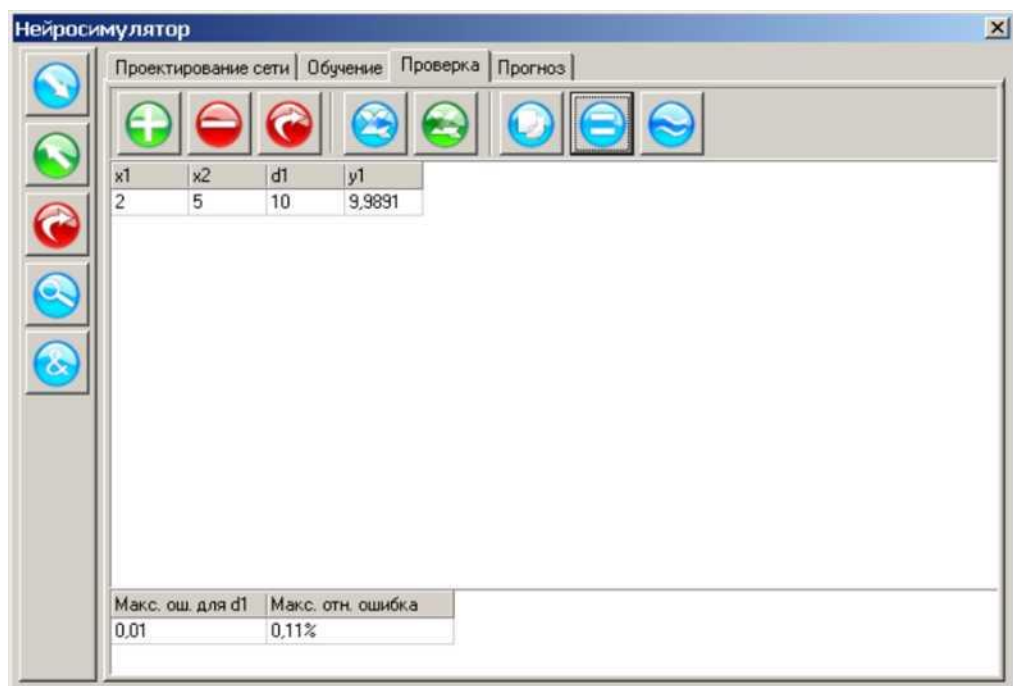 Нейросимулятор
Проектирование сети Обучение Проверка Прогноз
x1 x2 d1 y1
2 5 10 9,9891
Макс. ош. для d1 Макс. отн. ошибка
0,01 0,11%